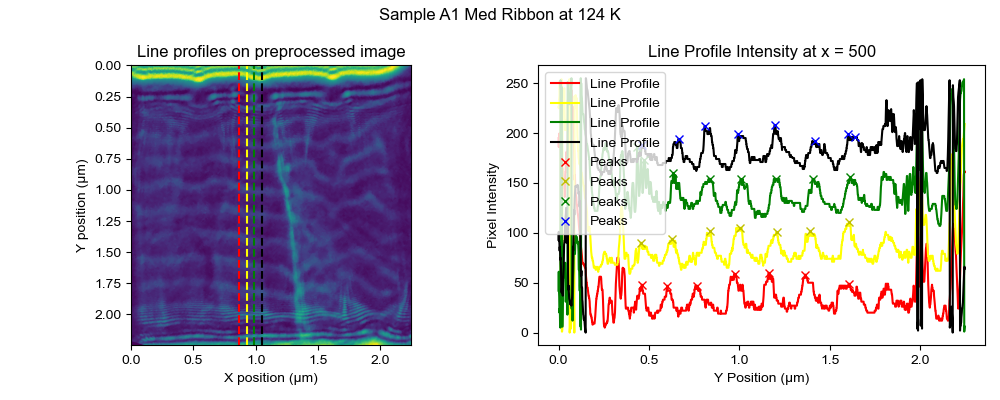 Sample A1 Med Ribbon at 124 K
Line profiles on preprocessed image
0.00
0.25
0.50
0.75
1.00
1.25
1.50
1.75
2.00
Y position (μm)
0.0
0.5
1.0
1.5
2.0
X position (μm)
Line Profile Intensity at x = 500
250
200
150
100
50
0
Pixel Intensity
Line Profile
Line Profile
Line Profile
Line Profile
Peaks
Peaks
Peaks
Peaks
0.0
0.5
1.0
1.5
2.0
Y Position (μm)